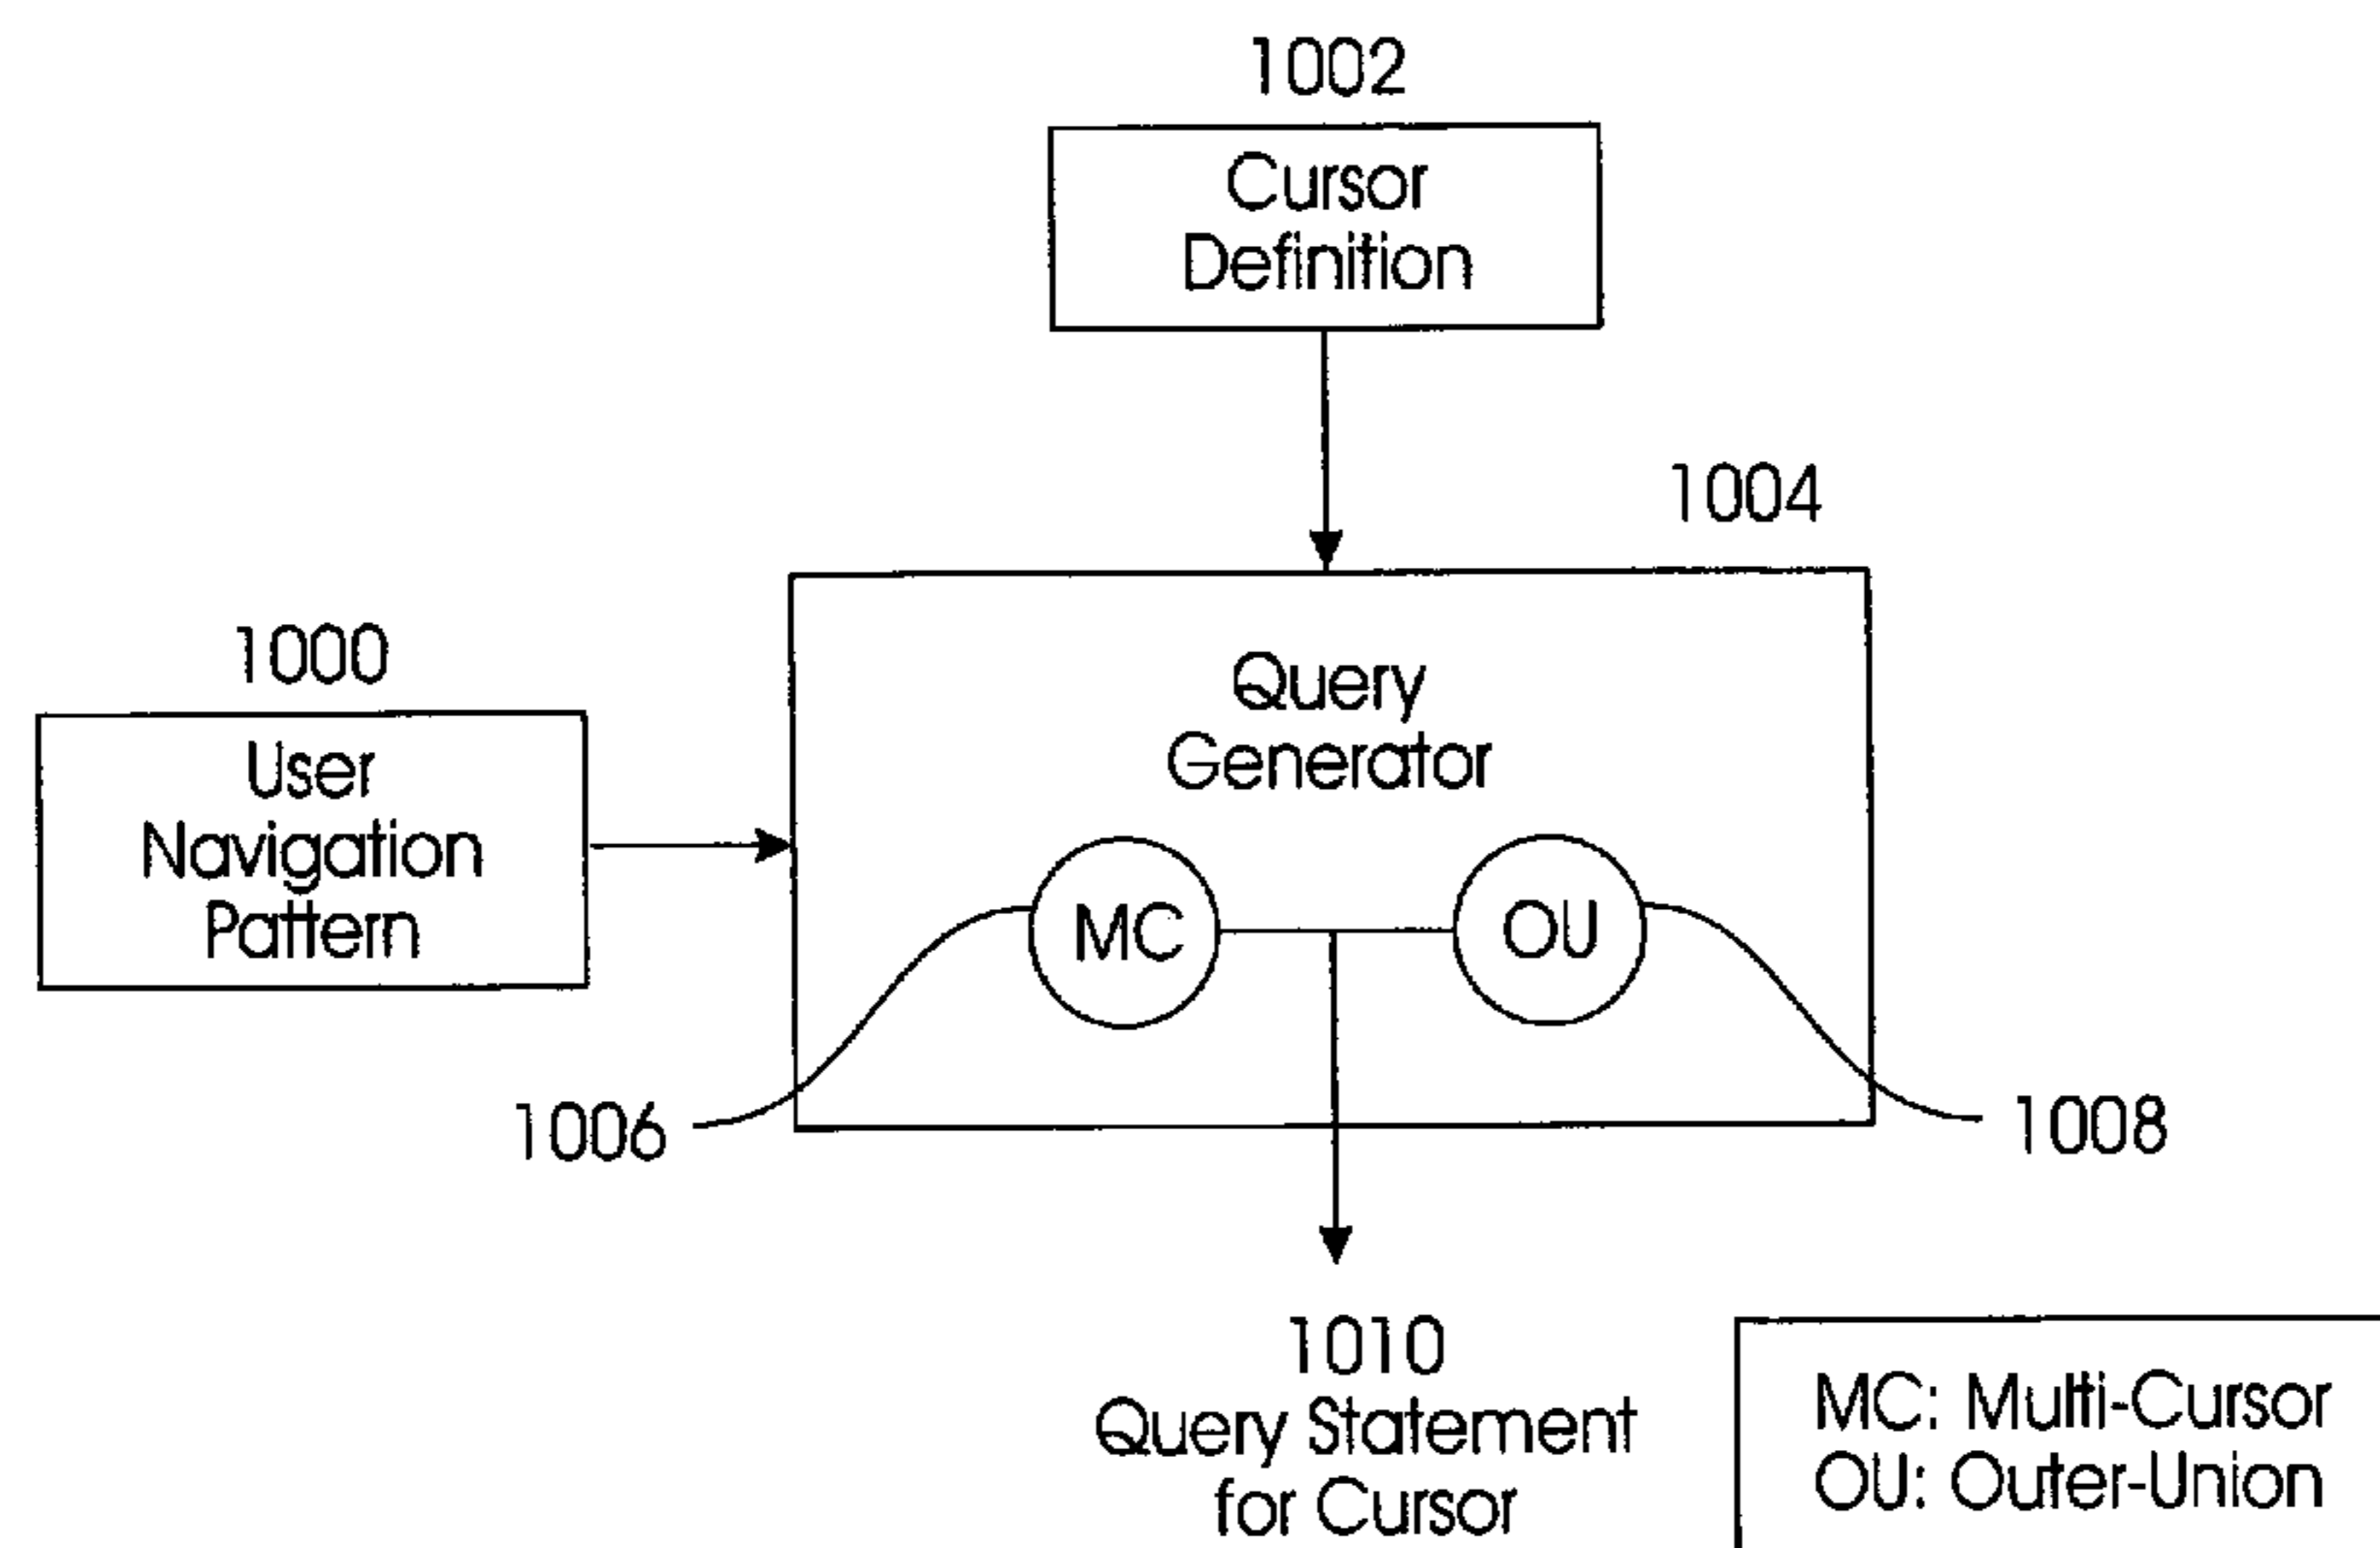 1002
Cursor
Definition
1004
1000
User
Navigation
Pattern
Query
Generator
MC
OU
1006
1008
1010
Query Statement
for Cursor
MC: Multi-Cursor
OU: Outer-Union